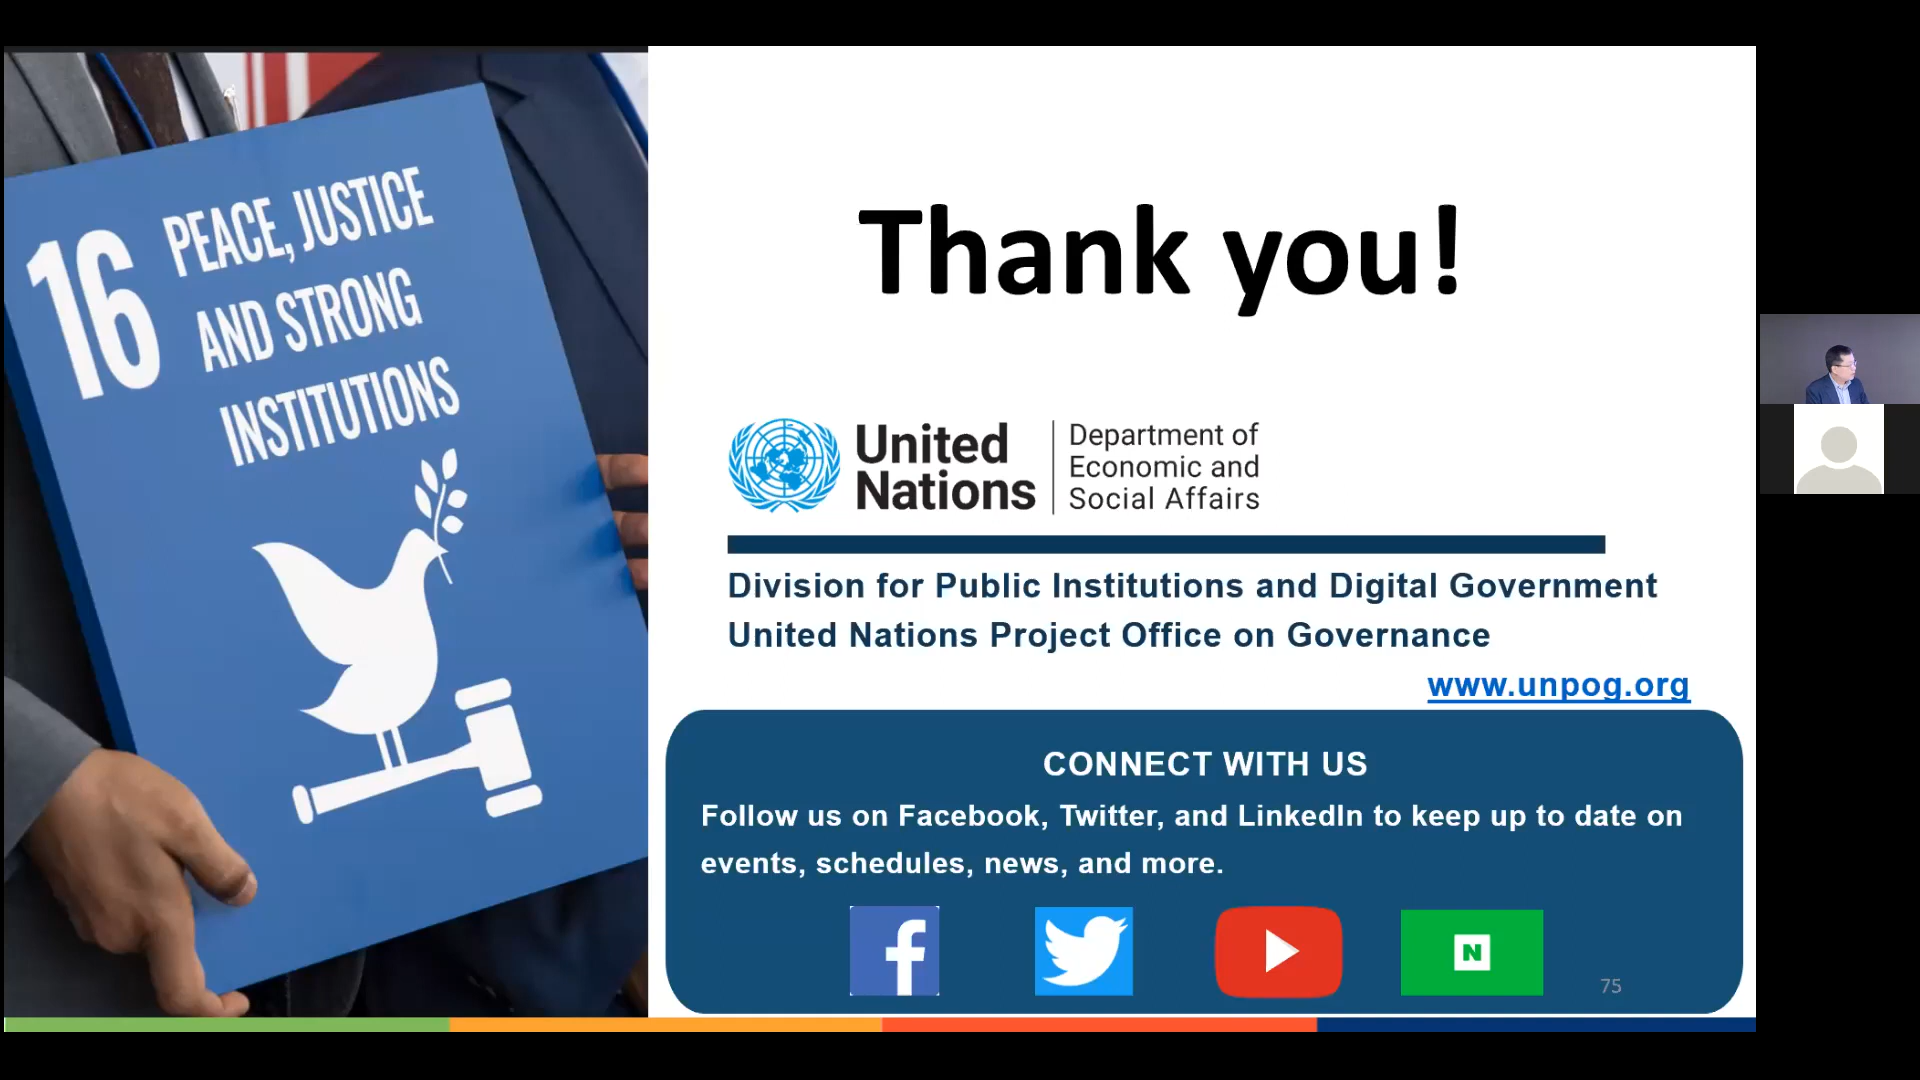 16
PEACE, JUSTICE
AND STRONG
INSTITUTIONS
Thank you!
United
Nations
Department of
Economic and
Social Affairs
Division for Public Institutions and Digital Government
United Nations Project Office on Governance
www.unpog.org
CONNECT WITH US
Follow us on Facebook, Twitter, and LinkedIn to keep up to date on
events, schedules, news, and more.
f
N
75